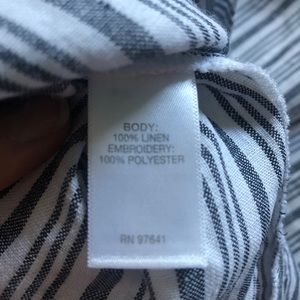 BODY:
100% LINEN
EMBROIDERY:
100% POLYESTER
RN 97641